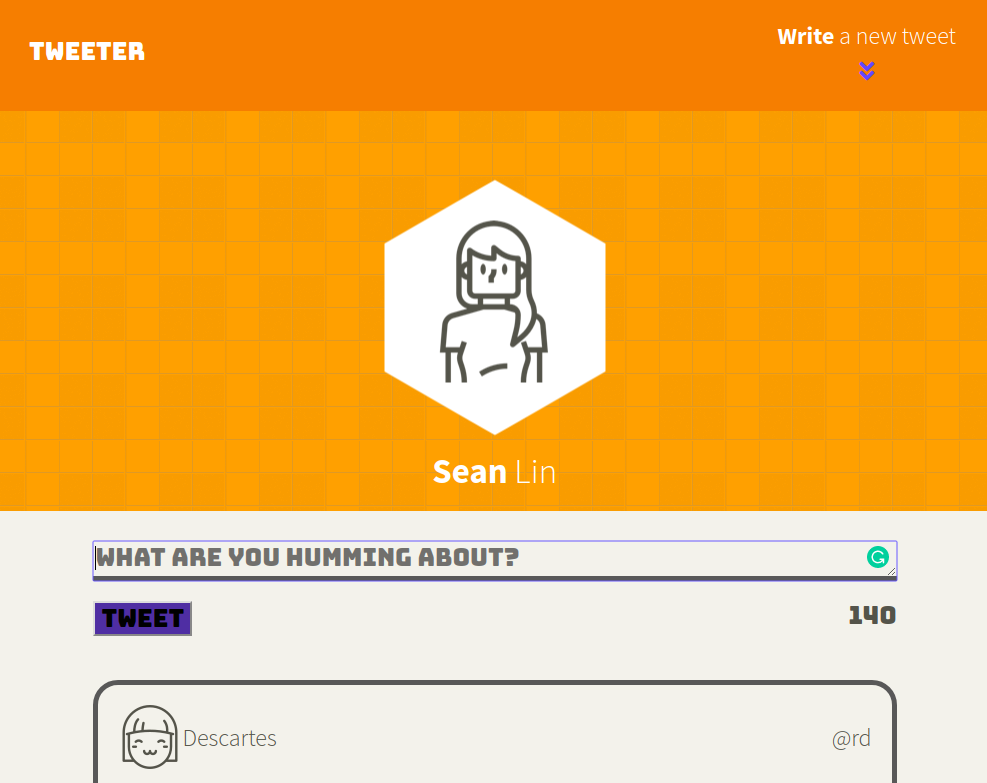 TWEETER
Write a new tweet
Sean Lin
WHAT ARE YOU HUMMING ABOUT?
TWEET
140
Descartes
@rd